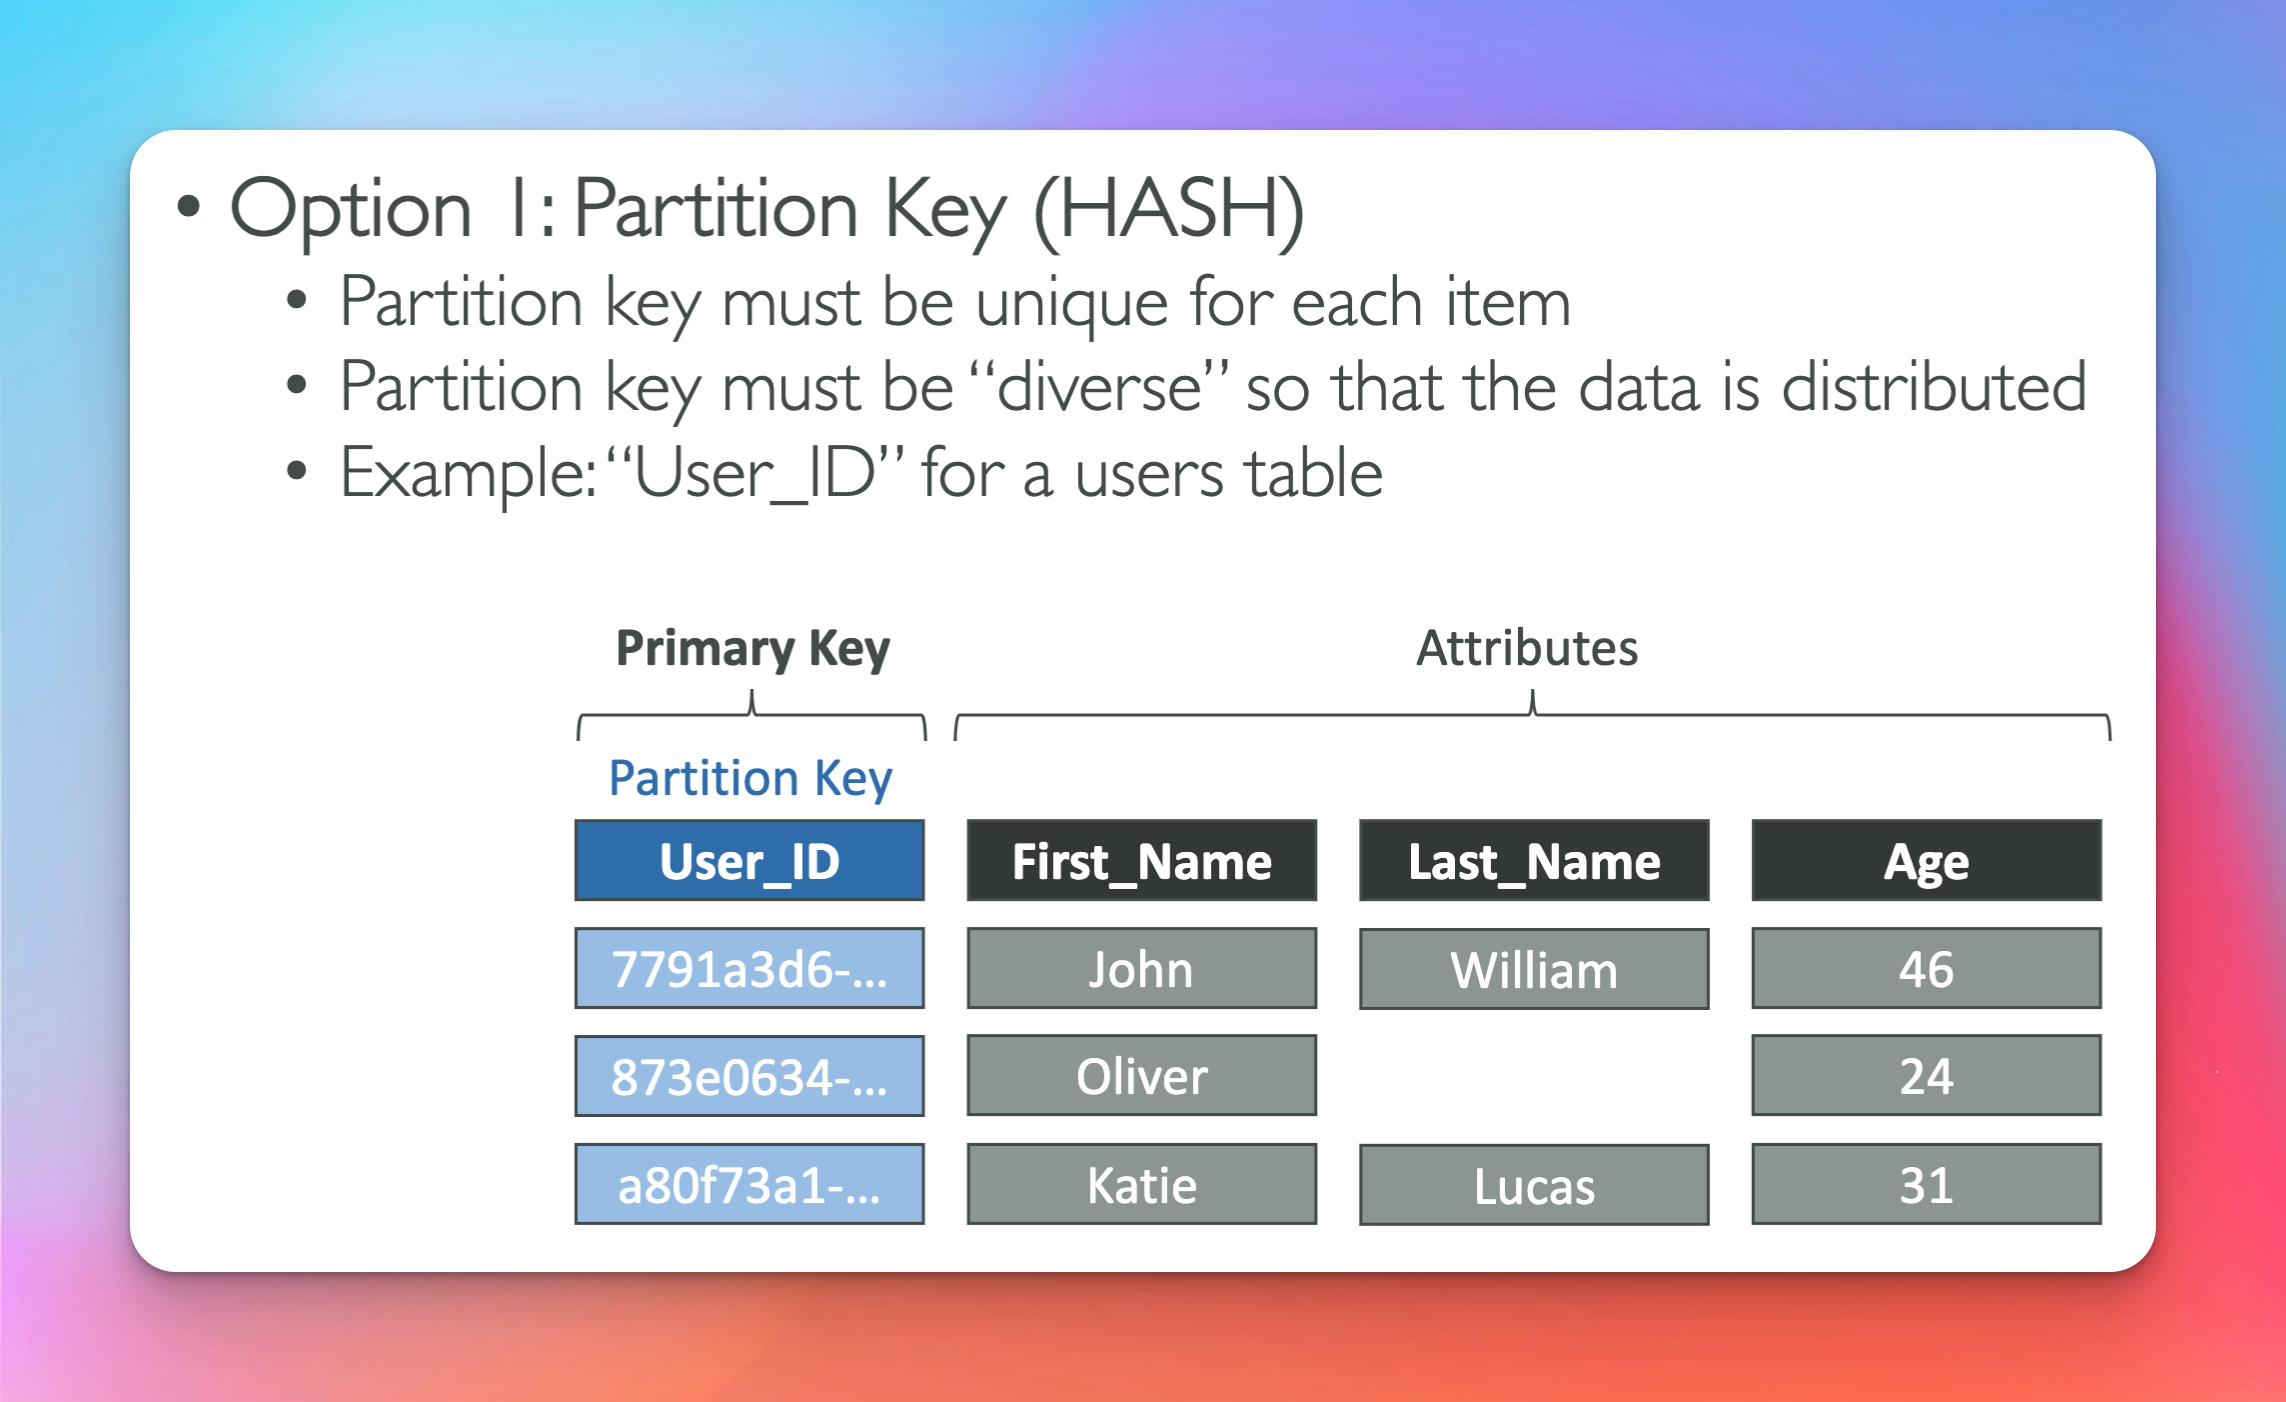 • Option 1: Partition Key (HASH)
• Partition key must be unique for each item
• Partition key must be “diverse” so that the data is distributed
• Example: “User_ID” for a users table
Primary Key Attributes
Partition Key
User_ID First_Name Last_Name Age
7791a3d6-... John William 46
873e0634-... Oliver 24
a80f73a1-... Katie Lucas 31